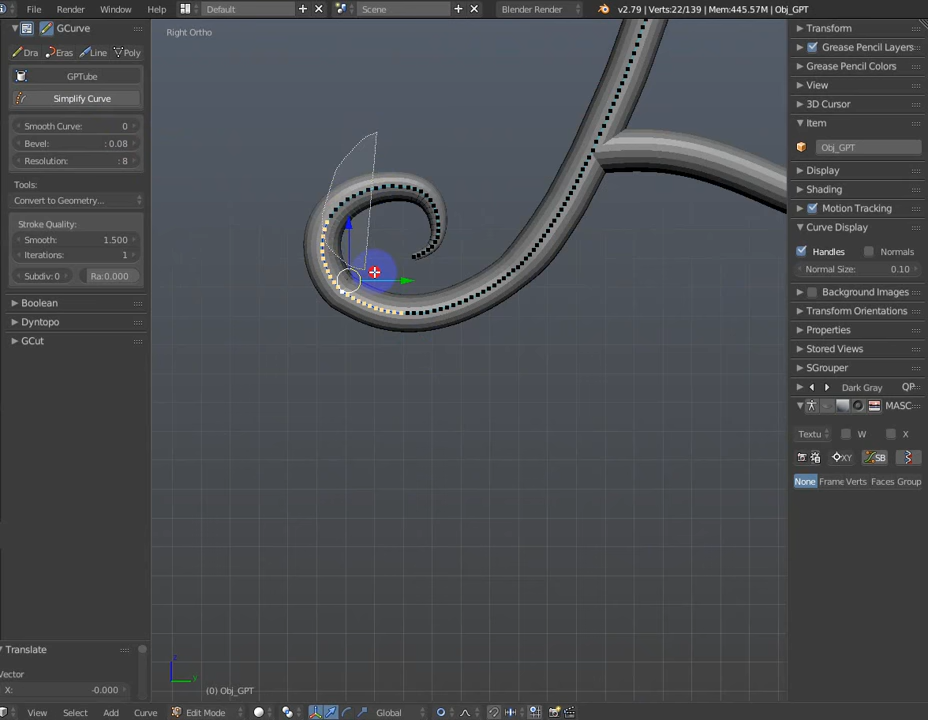 File Render Window Help Default Scene Blender Render v2.79 | Verts:22/139 | Mem:445.57M | Obj_GPT
GCurve
Dra Eras Line Poly
GPTube
Simplify Curve
Smooth Curve: 0
Bevel: : 0.08
Resolution: : 8
Tools:
Convert to Geometry...
Stroke Quality:
Smooth: 1.500
Iterations: 1
Subdiv: 0 Ra:0.000
Boolean
Dyntopo
GCut
Translate
Vector
X: -0.000
Right Ortho
z
y
(0) Obj_GPT
View Select Add Curve Edit Mode Global
Transform
Grease Pencil Layers
Grease Pencil Colors
View
3D Cursor
Item
Obj_GPT
Display
Shading
Motion Tracking
Curve Display
Handles Normals
Normal Size: 0.10
Background Images
Transform Orientations
Properties
Stored Views
SGrouper
Dark Gray QP
MASC
Textu W X
XY SB
None Frame Verts Faces Group